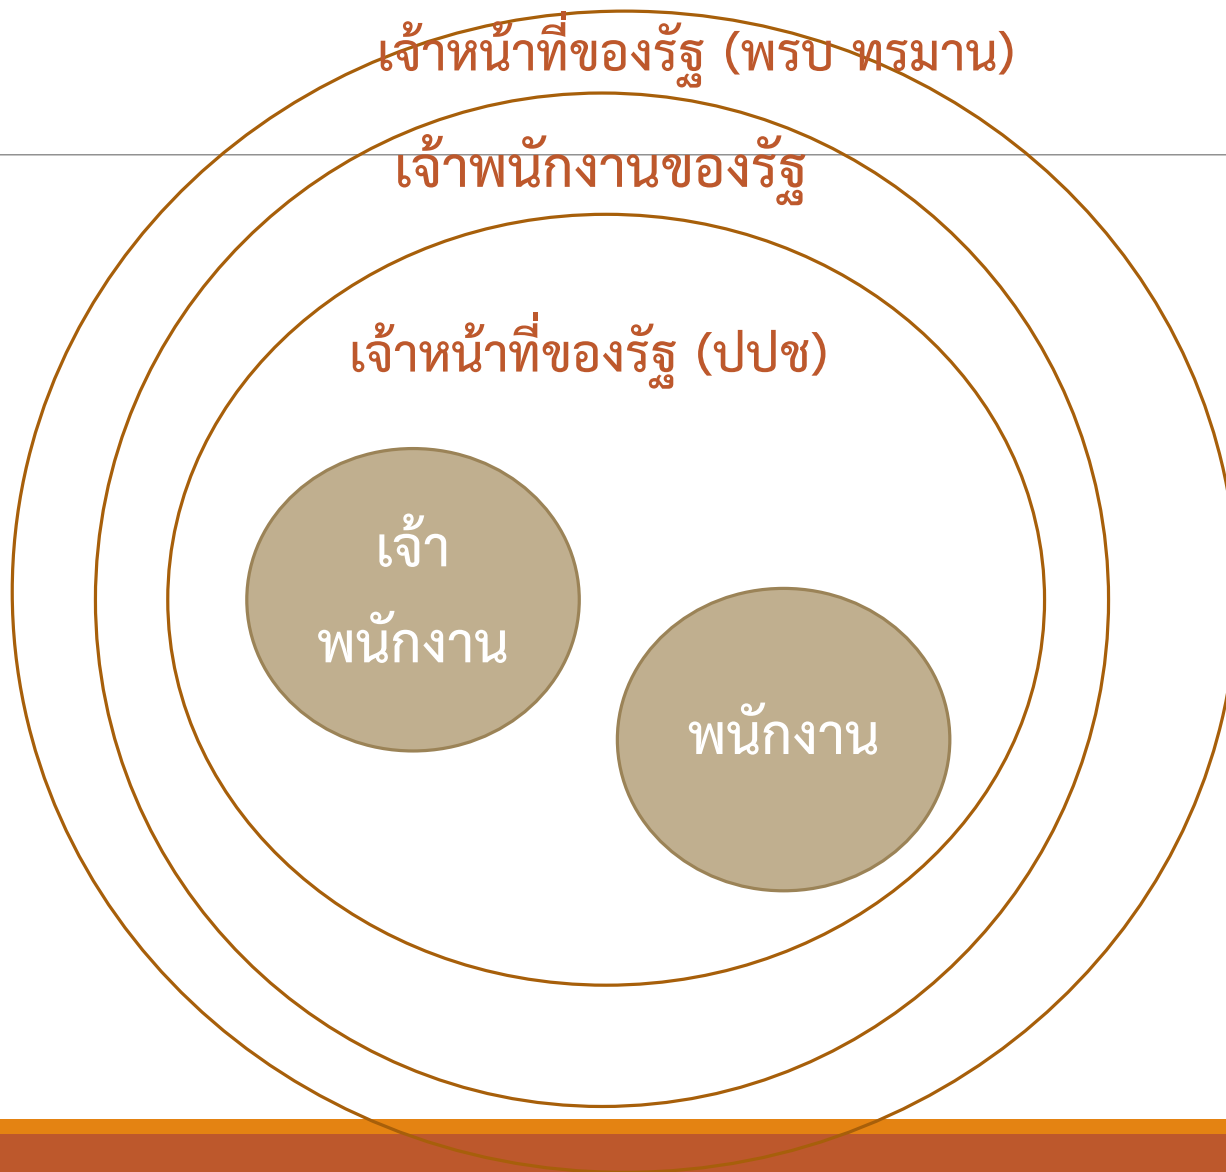 เจ้าหน้าที่ของรัฐ (พรบ ทรมาน)
เจ้าพนักงานของรัฐ
เจ้าหน้าที่ของรัฐ (ปปช)
เจ้า
พนักงาน
พนักงาน